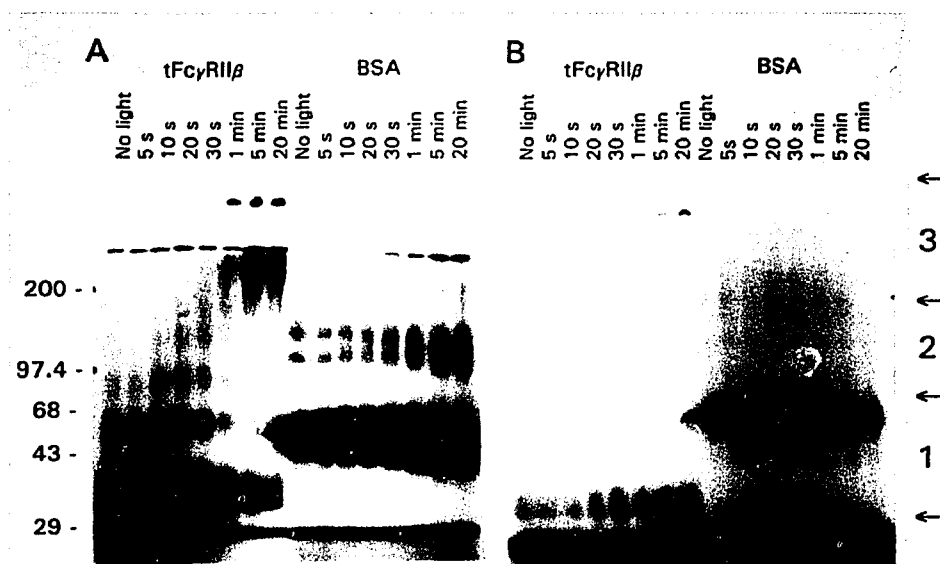 A
tFcγRIIβ BSA
No light 5 s 10 s 20 s 30 s 1 min 5 min 20 min No light 5 s 10 s 20 s 30 s 1 min 5 min 20 min
B
tFcγRIIβ BSA
No light 5 s 10 s 20 s 30 s 1 min 5 min 20 min No light 5s 10 s 20 s 30 s 1 min 5 min 20 min
200 -
97.4 -
68 -
43 -
29 -
←
3
←
2
←
1
←